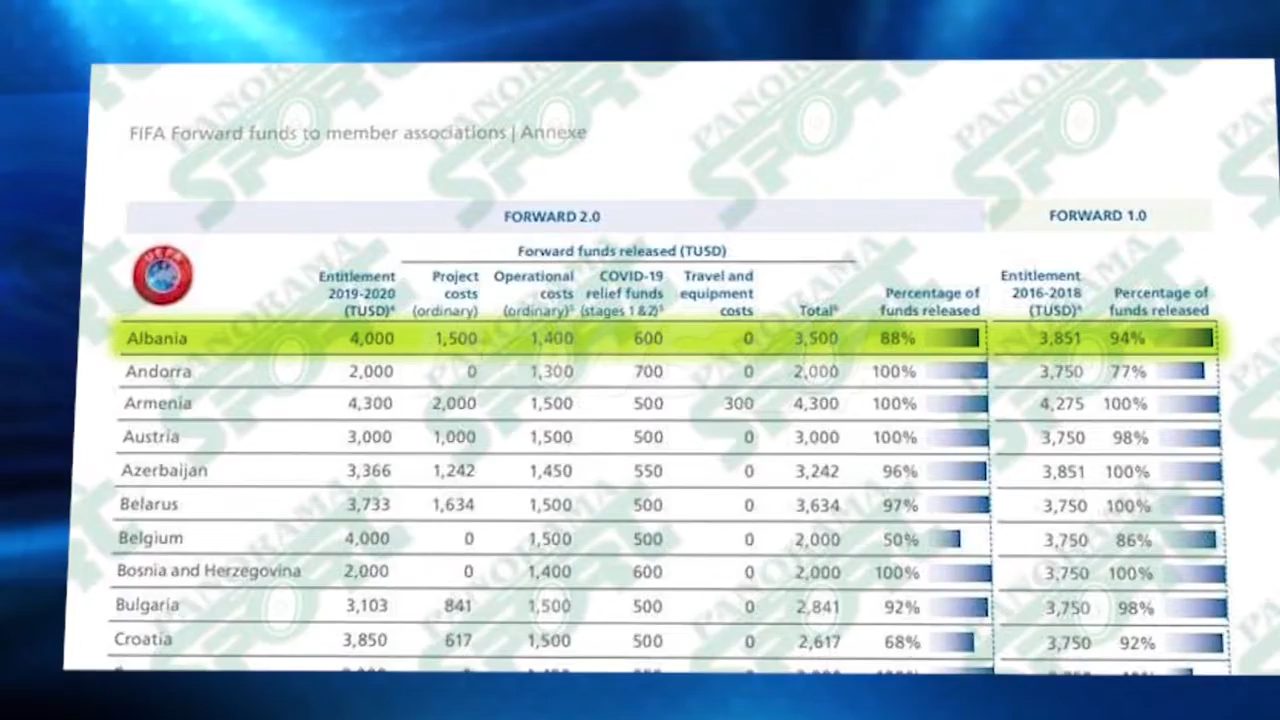 FIFA Forward funds to member associations | Annexe
FORWARD 2.0 FORWARD 1.0
Forward funds released (TUSD)
UEFA
Entitlement Project Operational COVID-19 Travel and Entitlement
2019-2020 costs costs relief funds equipment Percentage of 2016-2018 Percentage of
(TUSD) (ordinary) (ordinary) (stages 1 & 2) costs Total funds released (TUSD) funds released
Albania 4,000 1,500 1,400 600 0 3,500 88% 3,851 94%
Andorra 2,000 0 1,300 700 0 2,000 100% 3,750 77%
Armenia 4,300 2,000 1,500 500 300 4,300 100% 4,275 100%
Austria 3,000 1,000 1,500 500 0 3,000 100% 3,750 98%
Azerbaijan 3,366 1,242 1,450 550 0 3,242 96% 3,851 100%
Belarus 3,733 1,634 1,500 500 0 3,634 97% 3,750 100%
Belgium 4,000 0 1,500 500 0 2,000 50% 3,750 86%
Bosnia and Herzegovina 2,000 0 1,400 600 0 2,000 100% 3,750 100%
Bulgaria 3,103 841 1,500 500 0 2,841 92% 3,750 98%
Croatia 3,850 617 1,500 500 0 2,617 68% 3,750 92%
PANORAMA
SPORT